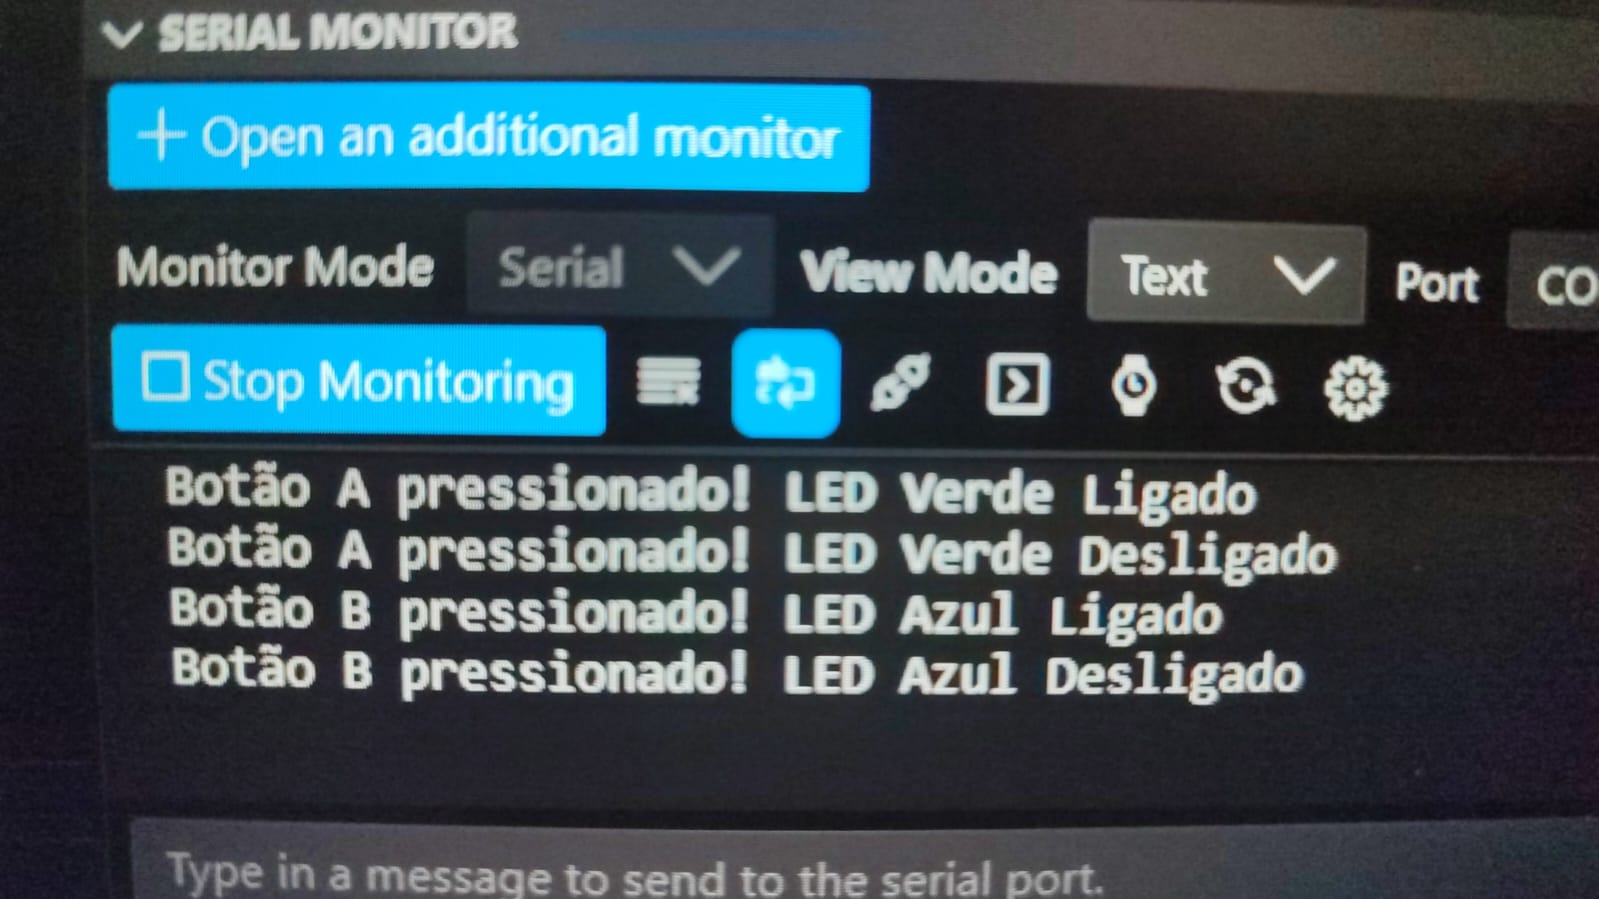 SERIAL MONITOR
Open an additional monitor
Monitor Mode Serial View Mode Text Port CO
Stop Monitoring
Botão A pressionado! LED Verde Ligado
Botão A pressionado! LED Verde Desligado
Botão B pressionado! LED Azul Ligado
Botão B pressionado! LED Azul Desligado
Type in a message to send to the serial port.